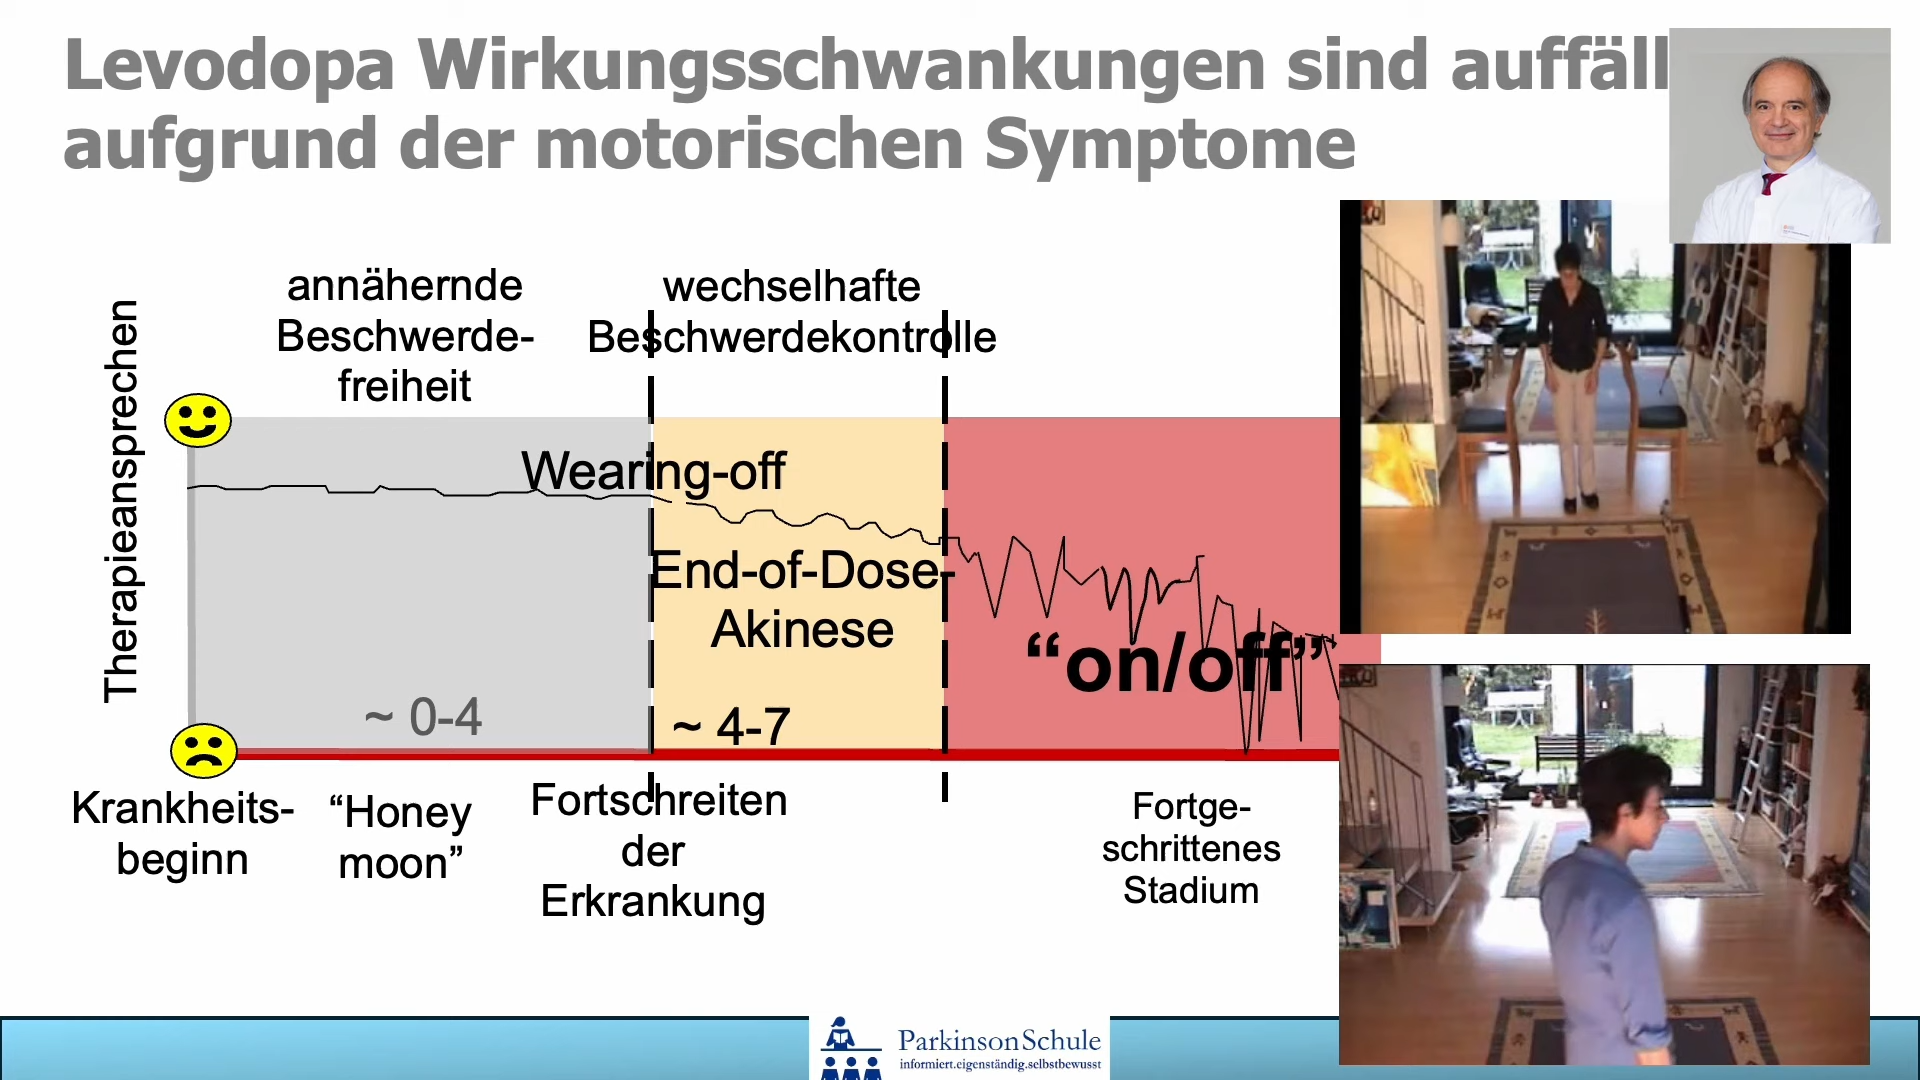 Levodopa Wirkungsschwankungen sind auffäll
aufgrund der motorischen Symptome
annähernde
Beschwerde-
freiheit
wechselhafte
Beschwerdekontrolle
Therapieansprechen
Wearing-off
End-of-Dose-
Akinese
“on/off”
~ 0-4
~ 4-7
Krankheits-
beginn
“Honey
moon”
Fortschreiten
der
Erkrankung
Fortge-
schrittenes
Stadium
ParkinsonSchule
informiert.eigenständig.selbstbewusst